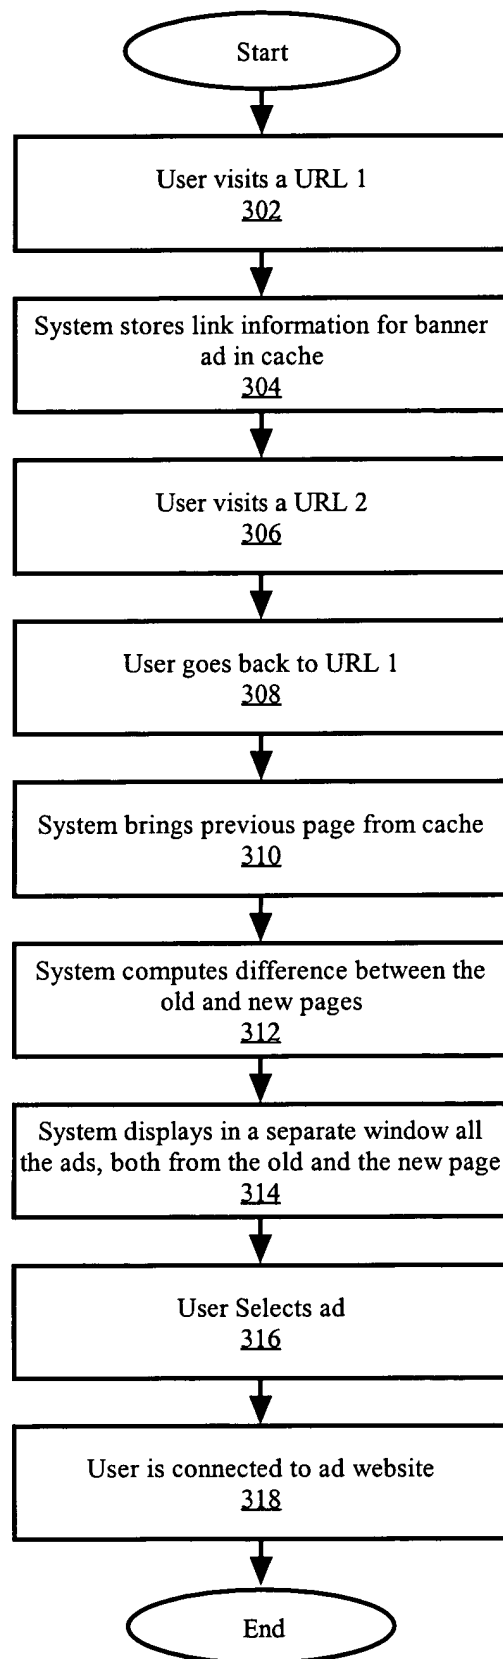 Start
User visits a URL 1
302
System stores link information for banner
ad in cache
304
User visits a URL 2
306
User goes back to URL 1
308
System brings previous page from cache
310
System computes difference between the
old and new pages
312
System displays in a separate window all
the ads, both from the old and the new page
314
User Selects ad
316
User is connected to ad website
318
End